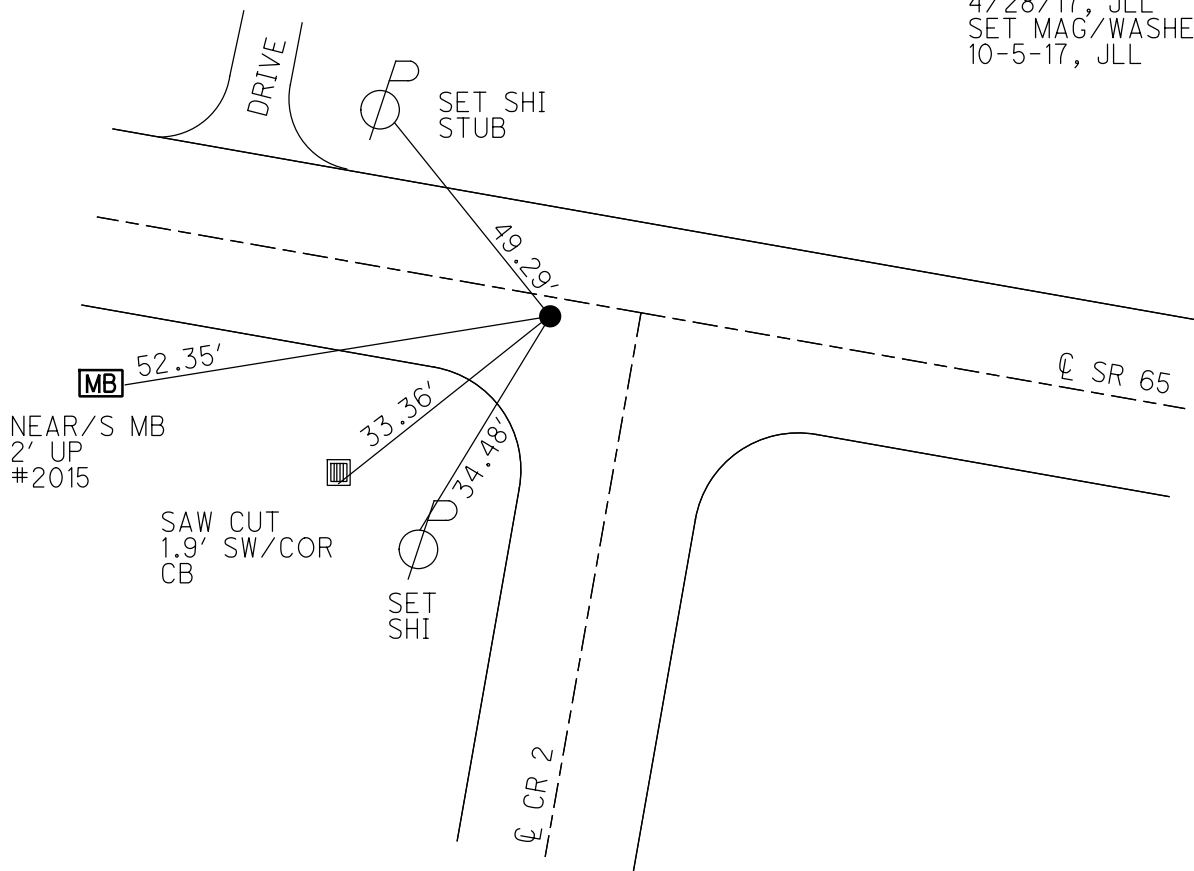 4/28/17, JLL
SET MAG/WASHE
10-5-17, JLL
DRIVE
SET SHI
STUB
49.29'
℄ SR 65
52.35'
MB
33.36'
NEAR/S MB
2' UP
#2015
34.48'
SAW CUT
1.9' SW/COR
CB
SET
SHI
℄ CR 2